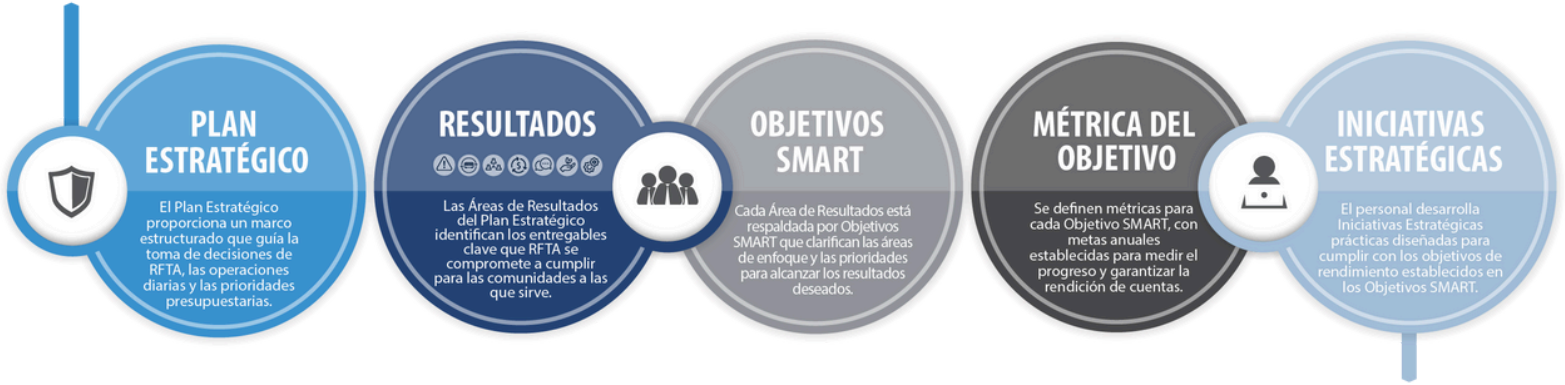 PLAN
ESTRATÉGICO
El Plan Estratégico
proporciona un marco
estructurado que guía la
toma de decisiones de
RFTA, las operaciones
diarias y las prioridades
presupuestarias.
RESULTADOS
Las Áreas de Resultados
del Plan Estratégico
identifican los entregables
clave que RFTA se
compromete a cumplir
para las comunidades a las
que sirve.
OBJETIVOS
SMART
Cada Área de Resultados está
respaldada por Objetivos
SMART que clarifican las áreas
de enfoque y las prioridades
para alcanzar los resultados
deseados.
MÉTRICA DEL
OBJETIVO
Se definen métricas para
cada Objetivo SMART, con
metas anuales
establecidas para medir el
progreso y garantizar la
rendición de cuentas.
INICIATIVAS
ESTRATÉGICAS
El personal desarrolla
Iniciativas Estratégicas
prácticas diseñadas para
cumplir con los objetivos de
rendimiento establecidos en
los Objetivos SMART.